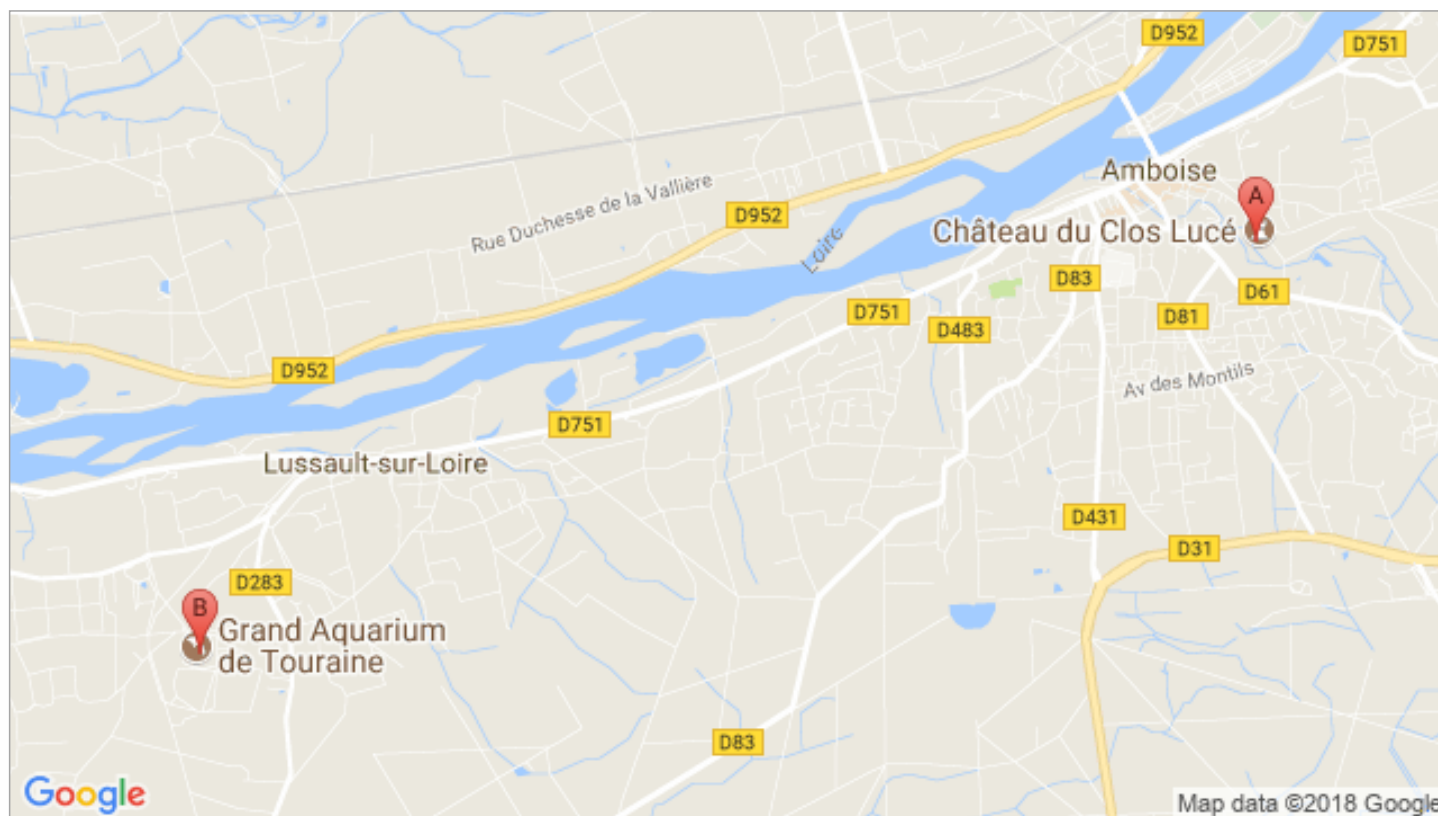 D952
D751
Amboise
A
Rue Duchesse de la Vallière
D952
Loire
Château du Clos Lucé
D83
D61
D751
D483
D81
D952
Av des Montils
D751
Lussault-sur-Loire
D431
D31
D283
B
Grand Aquarium
de Touraine
D83
Google
Map data ©2018 Google